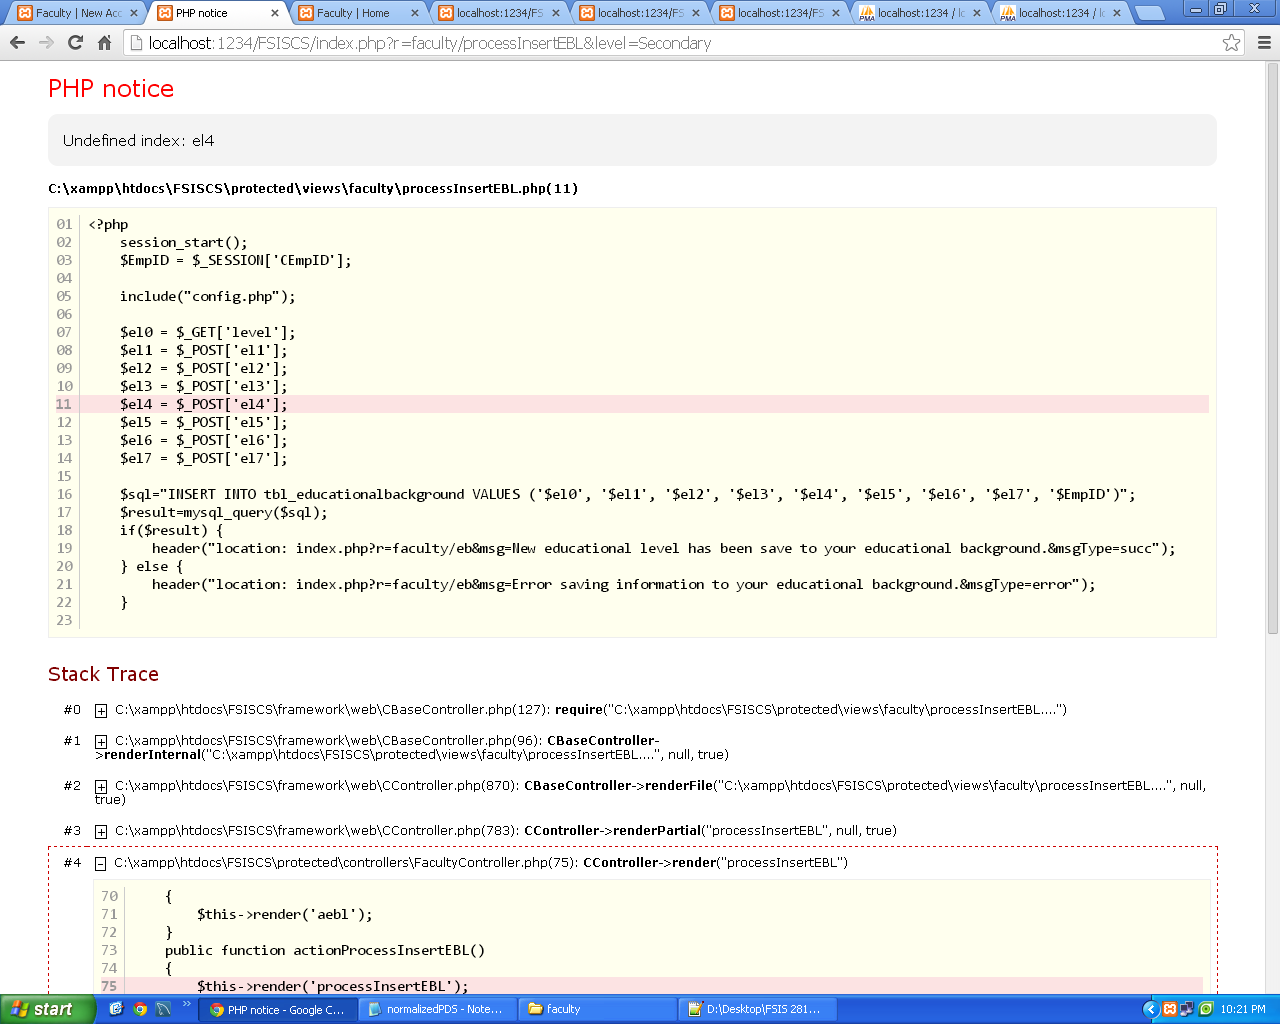 Faculty | New Acc
PHP notice
Faculty | Home
localhost:1234/FS
localhost:1234/FS
localhost:1234/FS
localhost:1234 / lo
localhost:1234 / lo
localhost:1234/FSISCS/index.php?r=faculty/processInsertEBL&level=Secondary
PHP notice
Undefined index: el4
C:\xampp\htdocs\FSISCS\protected\views\faculty\processInsertEBL.php(11)
01 <?php
02     session_start();
03     $EmpID = $_SESSION['CEmpID'];
04
05     include("config.php");
06
07     $el0 = $_GET['level'];
08     $el1 = $_POST['el1'];
09     $el2 = $_POST['el2'];
10     $el3 = $_POST['el3'];
11     $el4 = $_POST['el4'];
12     $el5 = $_POST['el5'];
13     $el6 = $_POST['el6'];
14     $el7 = $_POST['el7'];
15
16     $sql="INSERT INTO tbl_educationalbackground VALUES ('$el0', '$el1', '$el2', '$el3', '$el4', '$el5', '$el6', '$el7', '$EmpID')";
17     $result=mysql_query($sql);
18     if($result) {
19         header("location: index.php?r=faculty/eb&msg=New educational level has been save to your educational background.&msgType=succ");
20     } else {
21         header("location: index.php?r=faculty/eb&msg=Error saving information to your educational background.&msgType=error");
22     }
23
Stack Trace
#0 + C:\xampp\htdocs\FSISCS\framework\web\CBaseController.php(127): require("C:\xampp\htdocs\FSISCS\protected\views\faculty\processInsertEBL....")
#1 + C:\xampp\htdocs\FSISCS\framework\web\CBaseController.php(96): CBaseController-
>renderInternal("C:\xampp\htdocs\FSISCS\protected\views\faculty\processInsertEBL....", null, true)
#2 + C:\xampp\htdocs\FSISCS\framework\web\CController.php(870): CBaseController->renderFile("C:\xampp\htdocs\FSISCS\protected\views\faculty\processInsertEBL....", null,
true)
#3 + C:\xampp\htdocs\FSISCS\framework\web\CController.php(783): CController->renderPartial("processInsertEBL", null, true)
#4 - C:\xampp\htdocs\FSISCS\protected\controllers\FacultyController.php(75): CController->render("processInsertEBL")
70     {
71         $this->render('aebl');
72     }
73     public function actionProcessInsertEBL()
74     {
75         $this->render('processInsertEBL');
start
PHP notice - Google C...
normalizedPDS - Note...
faculty
D:\Desktop\FSIS 281...
10:21 PM